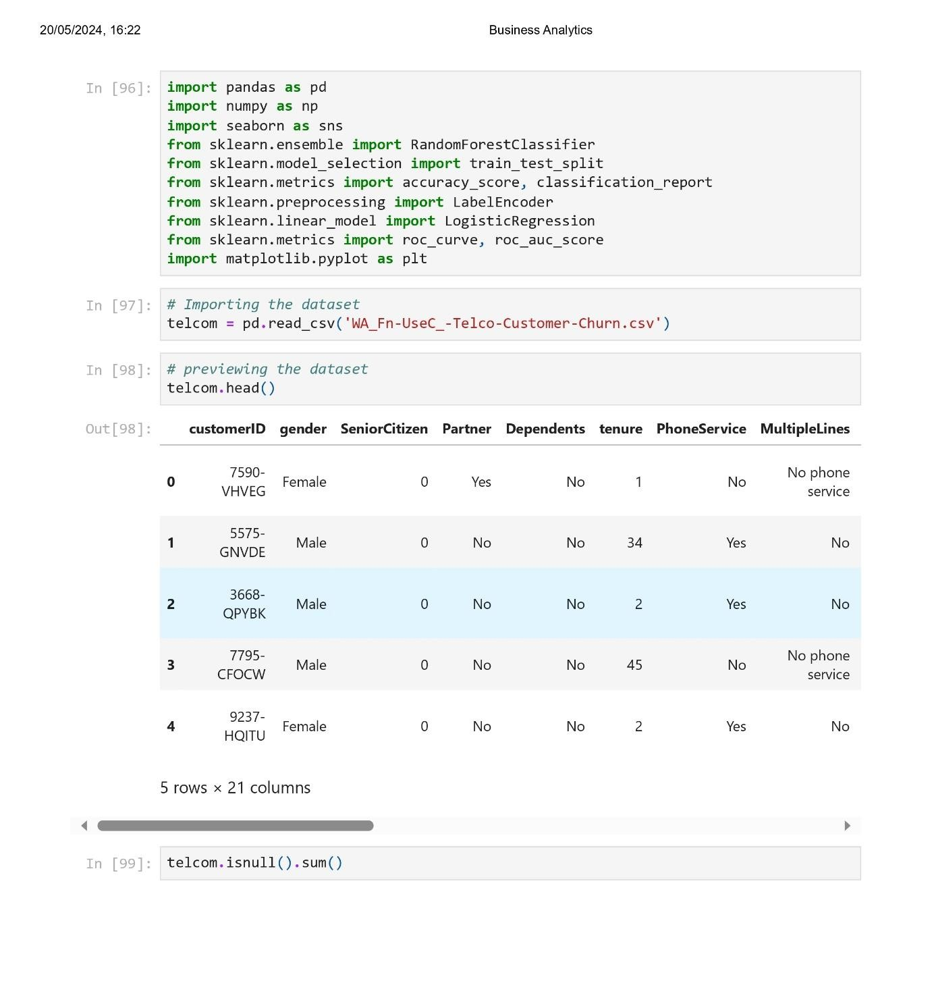 20/05/2024, 16:22 Business Analytics
In [96]: import pandas as pd
import numpy as np
import seaborn as sns
from sklearn.ensemble import RandomForestClassifier
from sklearn.model_selection import train_test_split
from sklearn.metrics import accuracy_score, classification_report
from sklearn.preprocessing import LabelEncoder
from sklearn.linear_model import LogisticRegression
from sklearn.metrics import roc_curve, roc_auc_score
import matplotlib.pyplot as plt
In [97]: # Importing the dataset
telcom = pd.read_csv('WA_Fn-UseC_-Telco-Customer-Churn.csv')
In [98]: # previewing the dataset
telcom.head()
Out[98]: customerID gender SeniorCitizen Partner Dependents tenure PhoneService MultipleLines
0 7590-VHVEG Female 0 Yes No 1 No No phone service
1 5575-GNVDE Male 0 No No 34 Yes No
2 3668-QPYBK Male 0 No No 2 Yes No
3 7795-CFOCW Male 0 No No 45 No No phone service
4 9237-HQITU Female 0 No No 2 Yes No
5 rows × 21 columns
In [99]: telcom.isnull().sum()